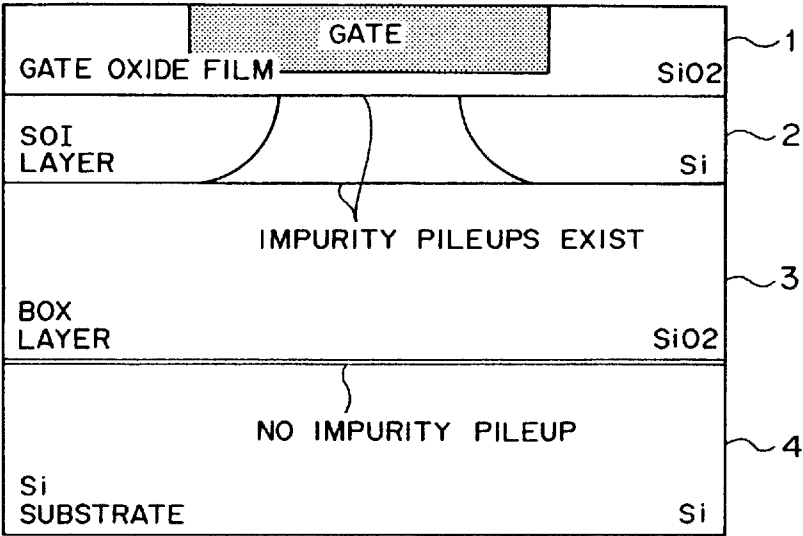 GATE
1
GATE OXIDE FILM
SiO2
SOI
LAYER
2
Si
IMPURITY PILEUPS EXIST
3
BOX
LAYER
SiO2
NO IMPURITY PILEUP
4
Si
SUBSTRATE
Si